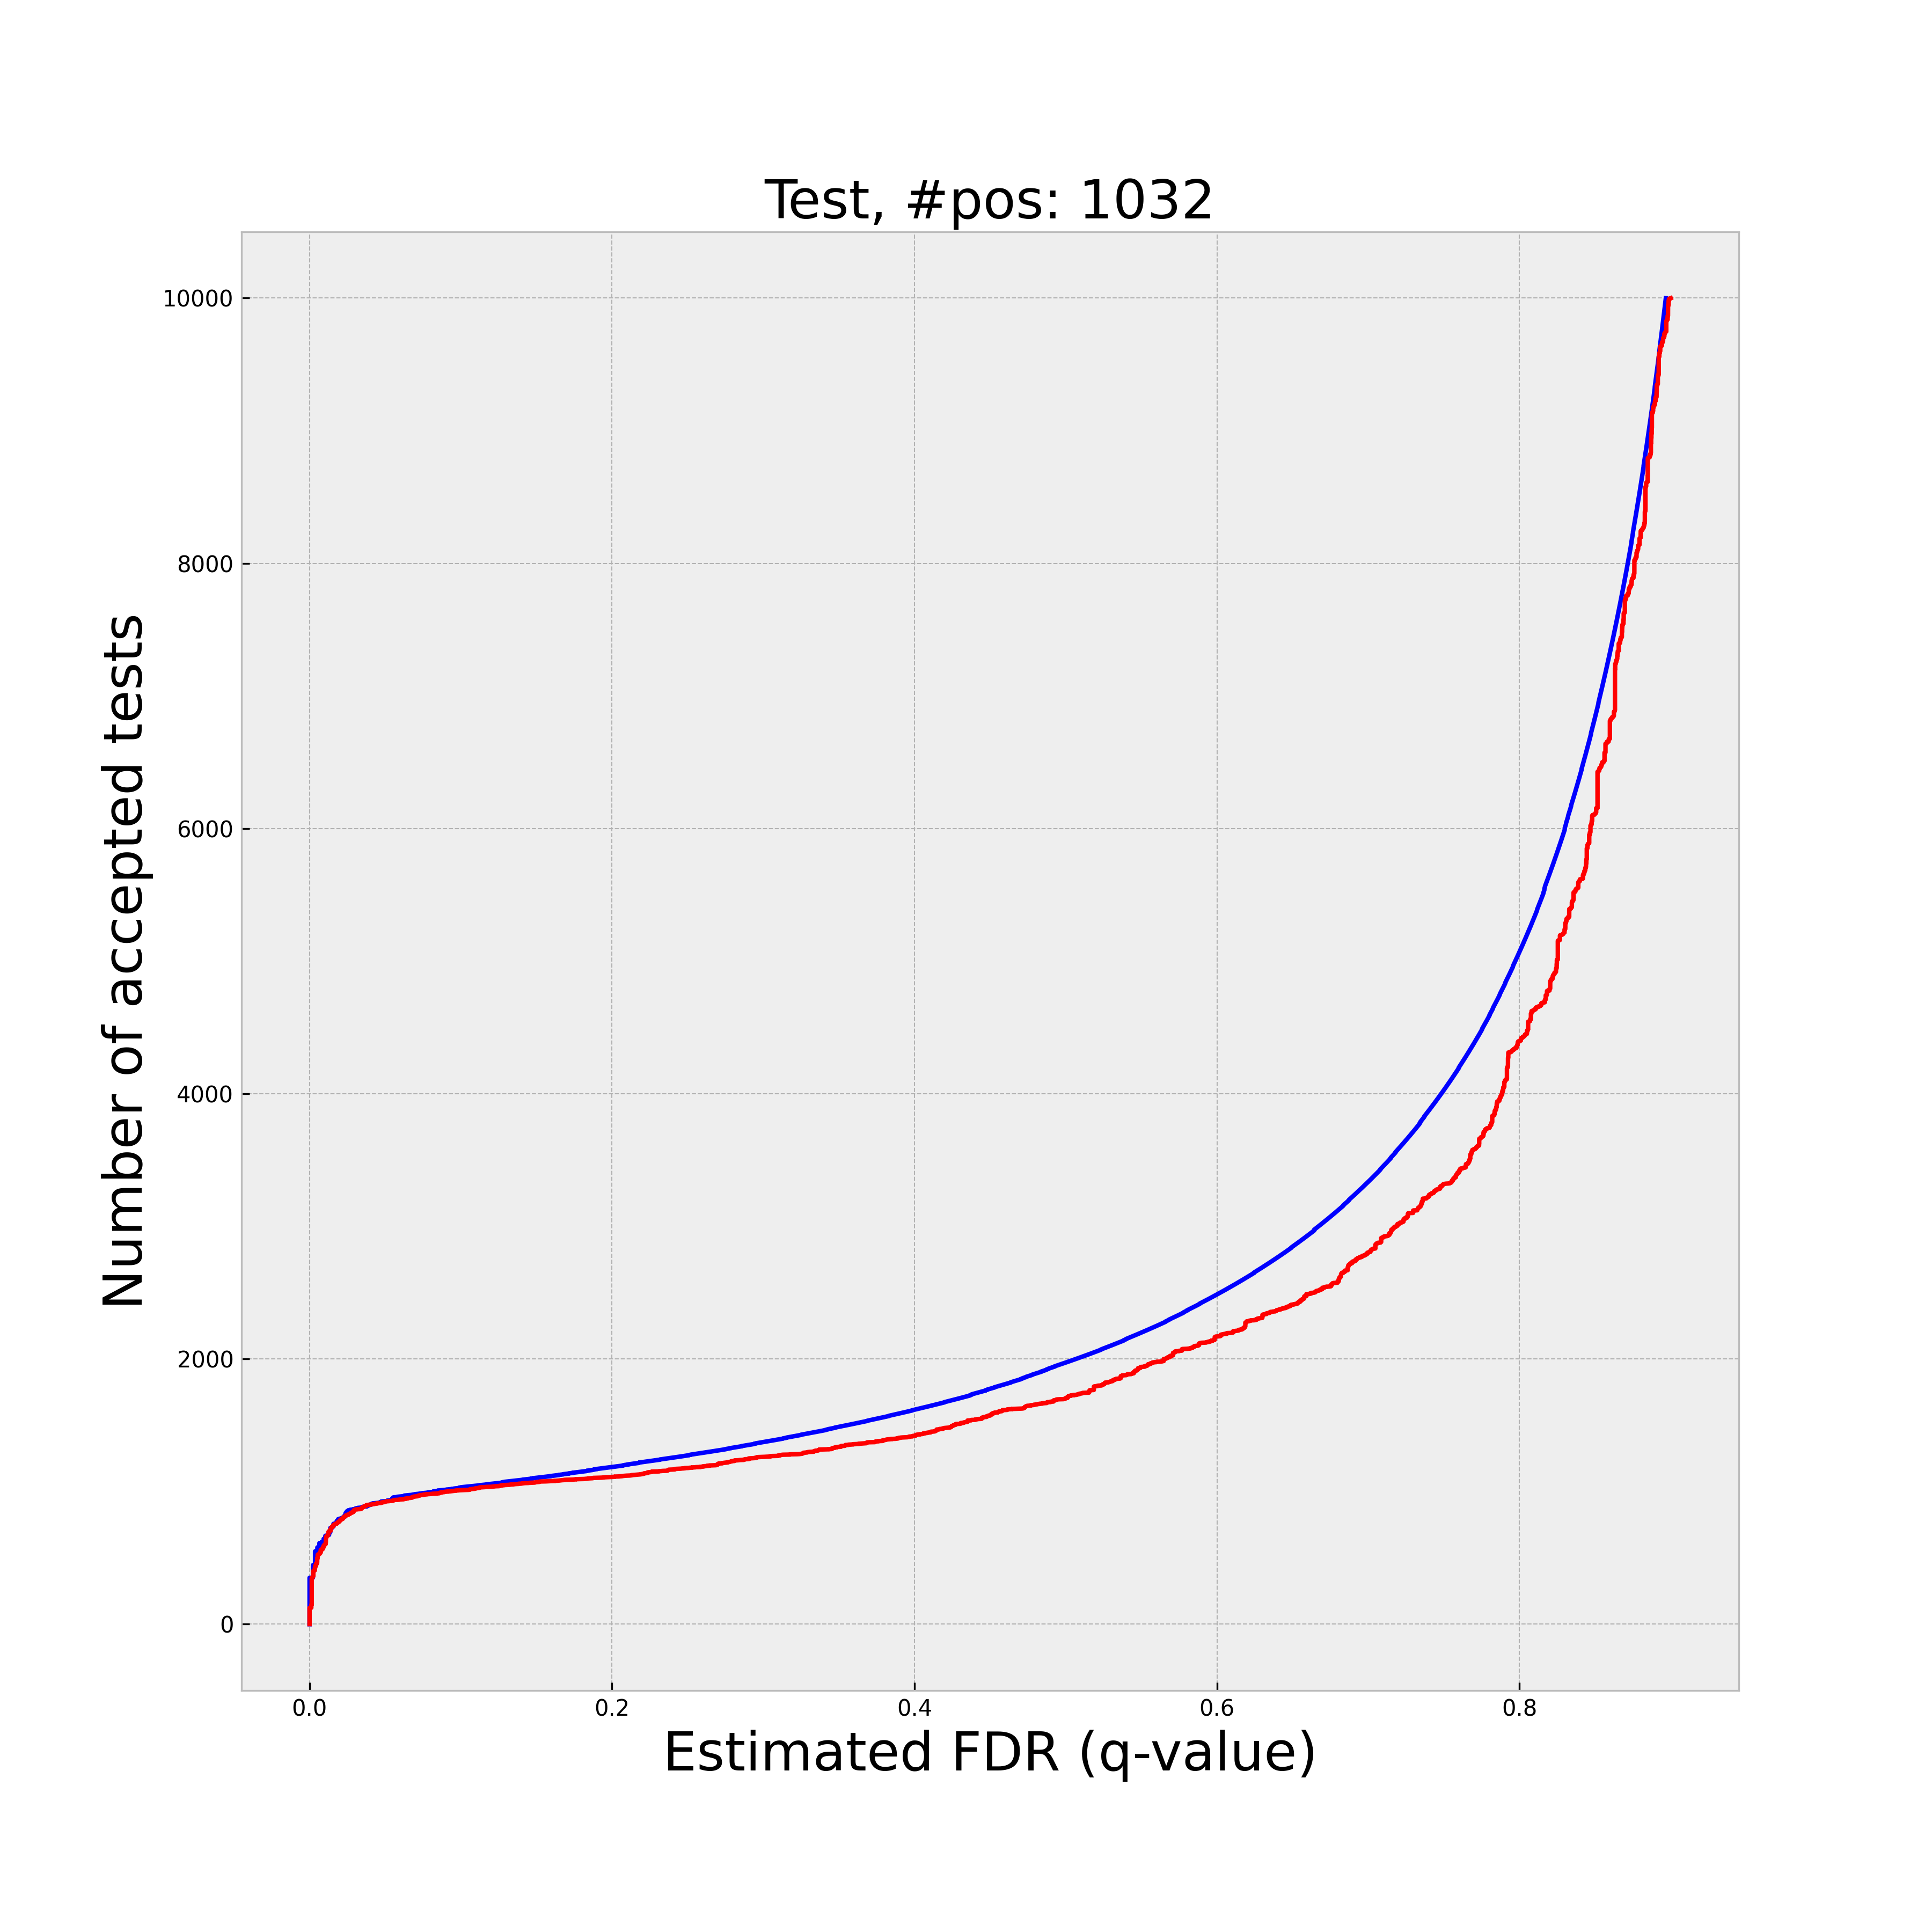 Test, #pos: 1032
10000
8000
6000
4000
2000
0
Number of accepted tests
0.0 0.2 0.4 0.6 0.8
Estimated FDR (q-value)